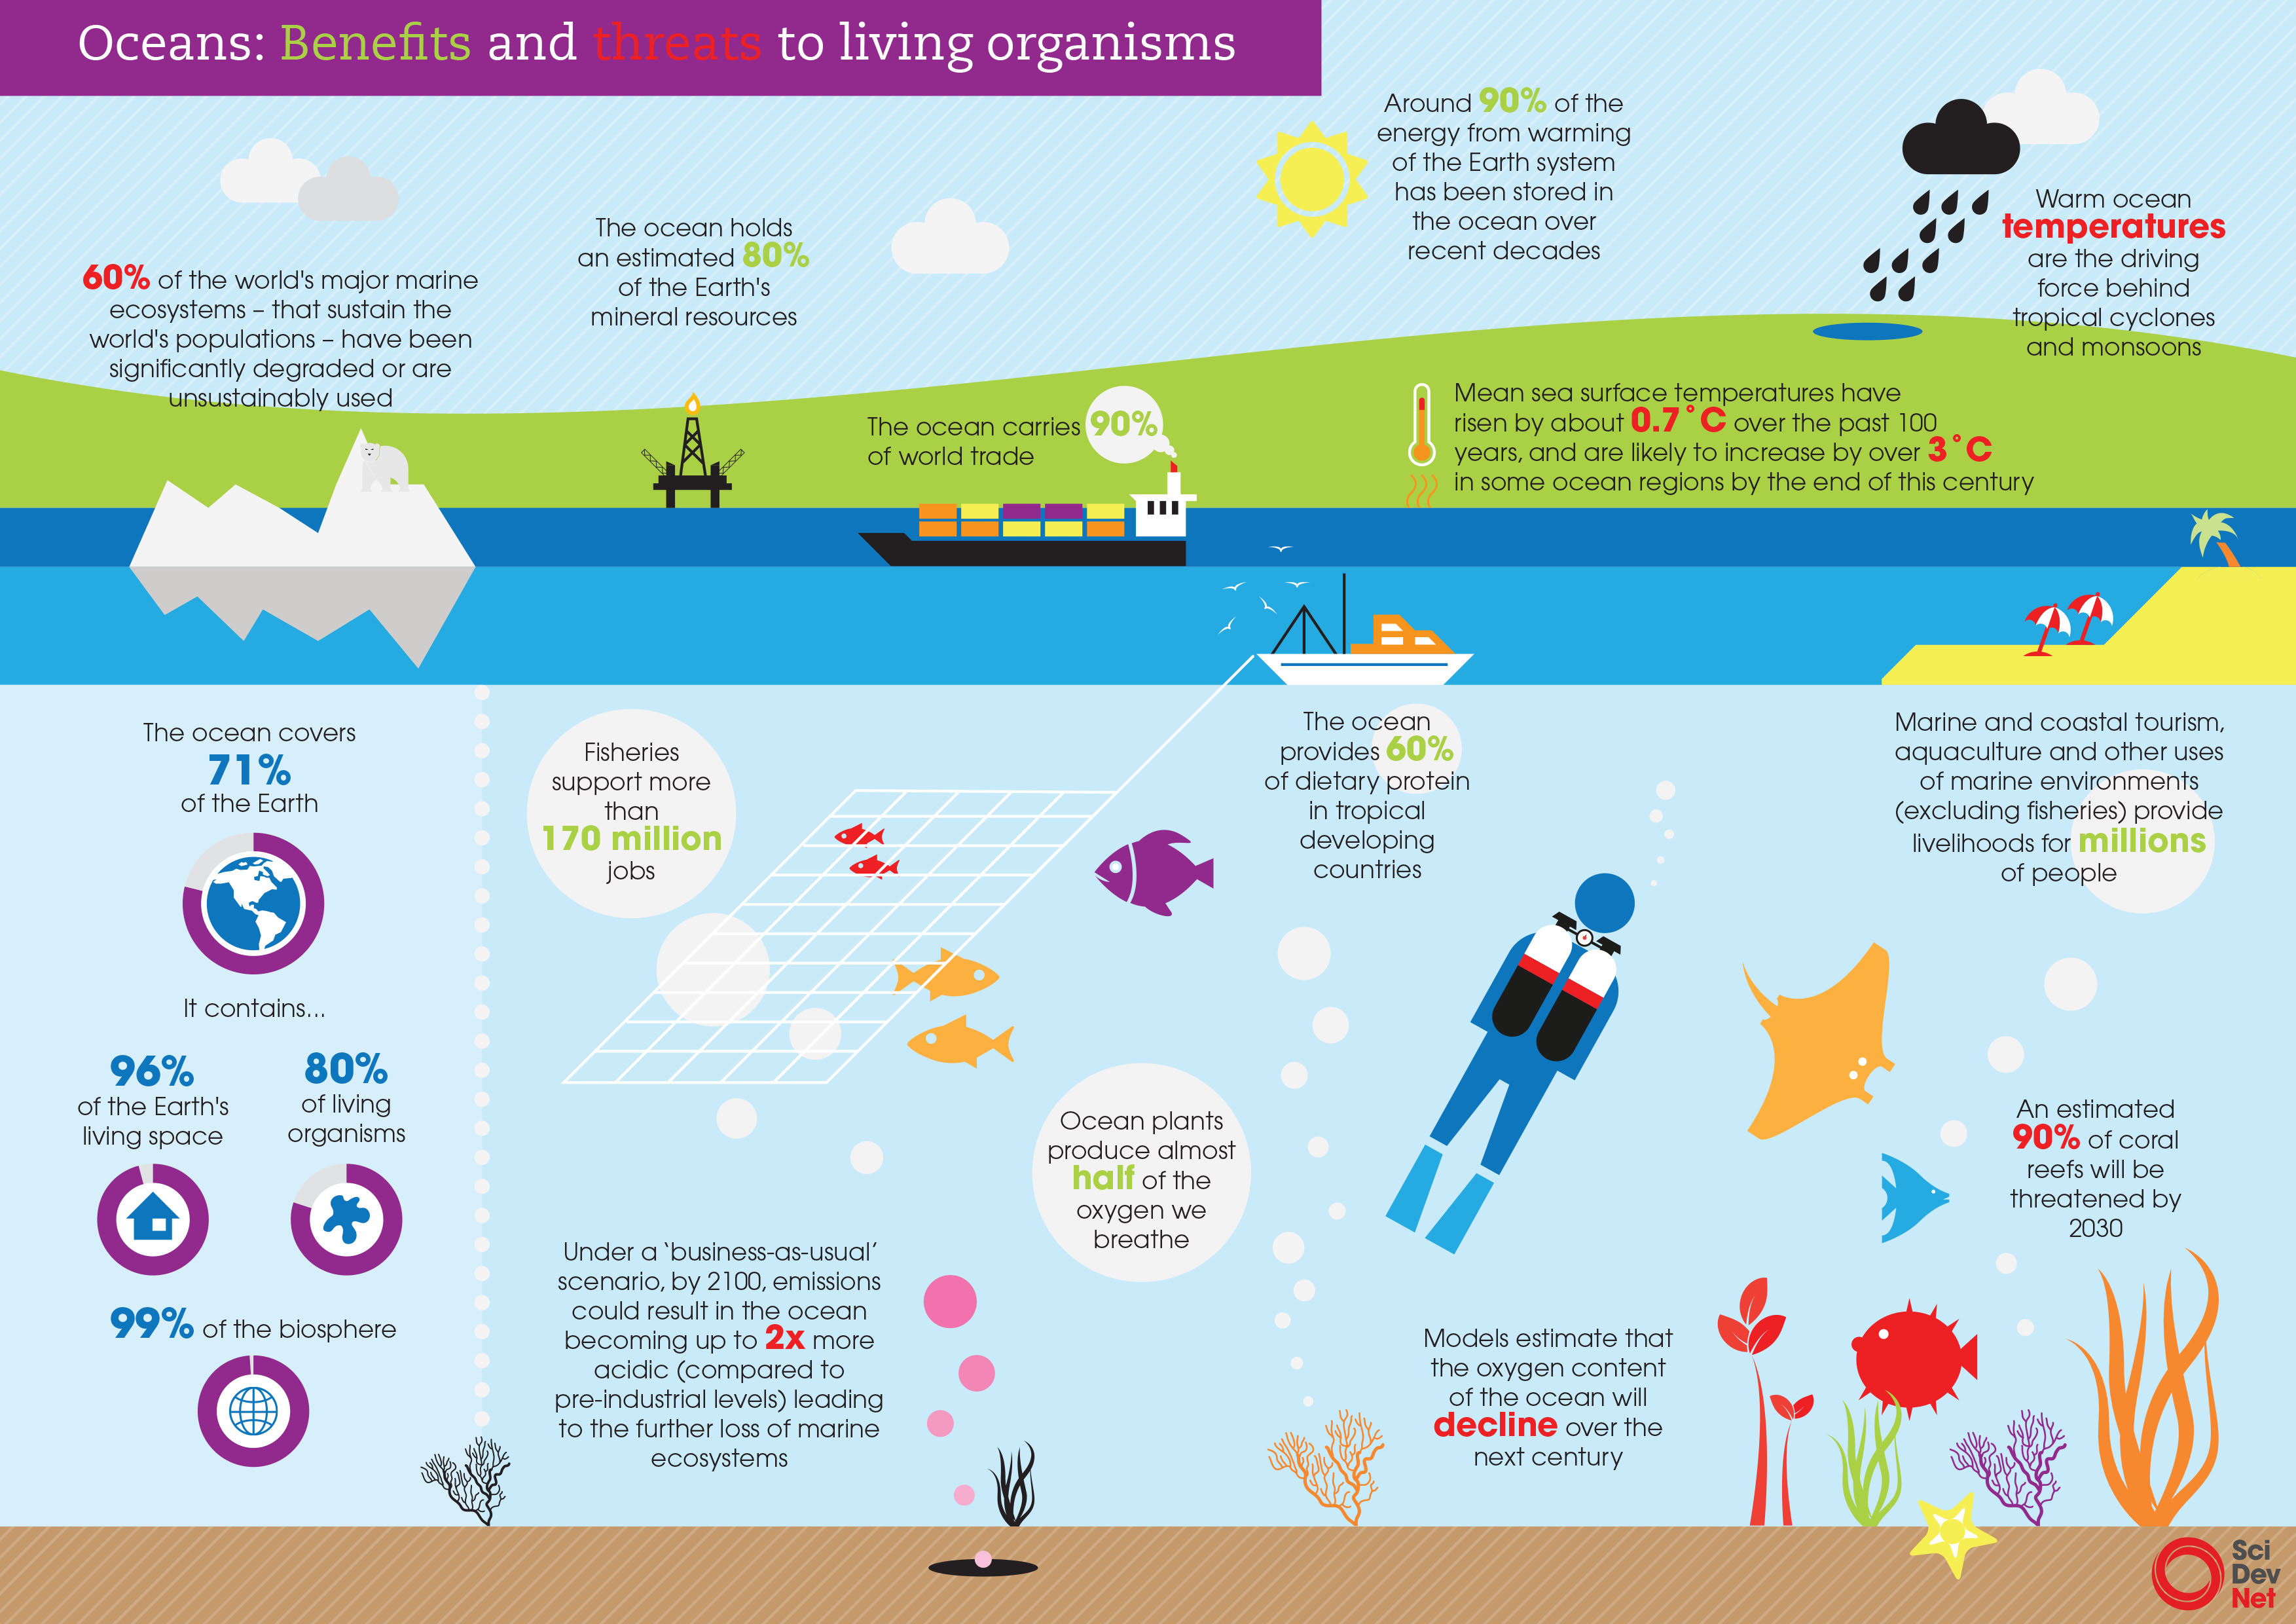 Oceans: Benefits and threats to living organisms
60% of the world's major marine
ecosystems – that sustain the
world's populations – have been
significantly degraded or are
unsustainably used
The ocean holds
an estimated 80%
of the Earth's
mineral resources
Around 90% of the
energy from warming
of the Earth system
has been stored in
the ocean over
recent decades
Warm ocean
temperatures
are the driving
force behind
tropical cyclones
and monsoons
The ocean carries 90%
of world trade
Mean sea surface temperatures have
risen by about 0.7°C over the past 100
years, and are likely to increase by over 3°C
in some ocean regions by the end of this century
The ocean covers
71%
of the Earth
It contains...
96%
of the Earth's
living space
80%
of living
organisms
99% of the biosphere
Fisheries
support more
than
170 million
jobs
The ocean
provides 60%
of dietary protein
in tropical
developing
countries
Marine and coastal tourism,
aquaculture and other uses
of marine environments
(excluding fisheries) provide
livelihoods for millions
of people
Ocean plants
produce almost
half of the
oxygen we
breathe
An estimated
90% of coral
reefs will be
threatened by
2030
Under a ‘business-as-usual’
scenario, by 2100, emissions
could result in the ocean
becoming up to 2x more
acidic (compared to
pre-industrial levels) leading
to the further loss of marine
ecosystems
Models estimate that
the oxygen content
of the ocean will
decline over the
next century
Sci
Dev
Net